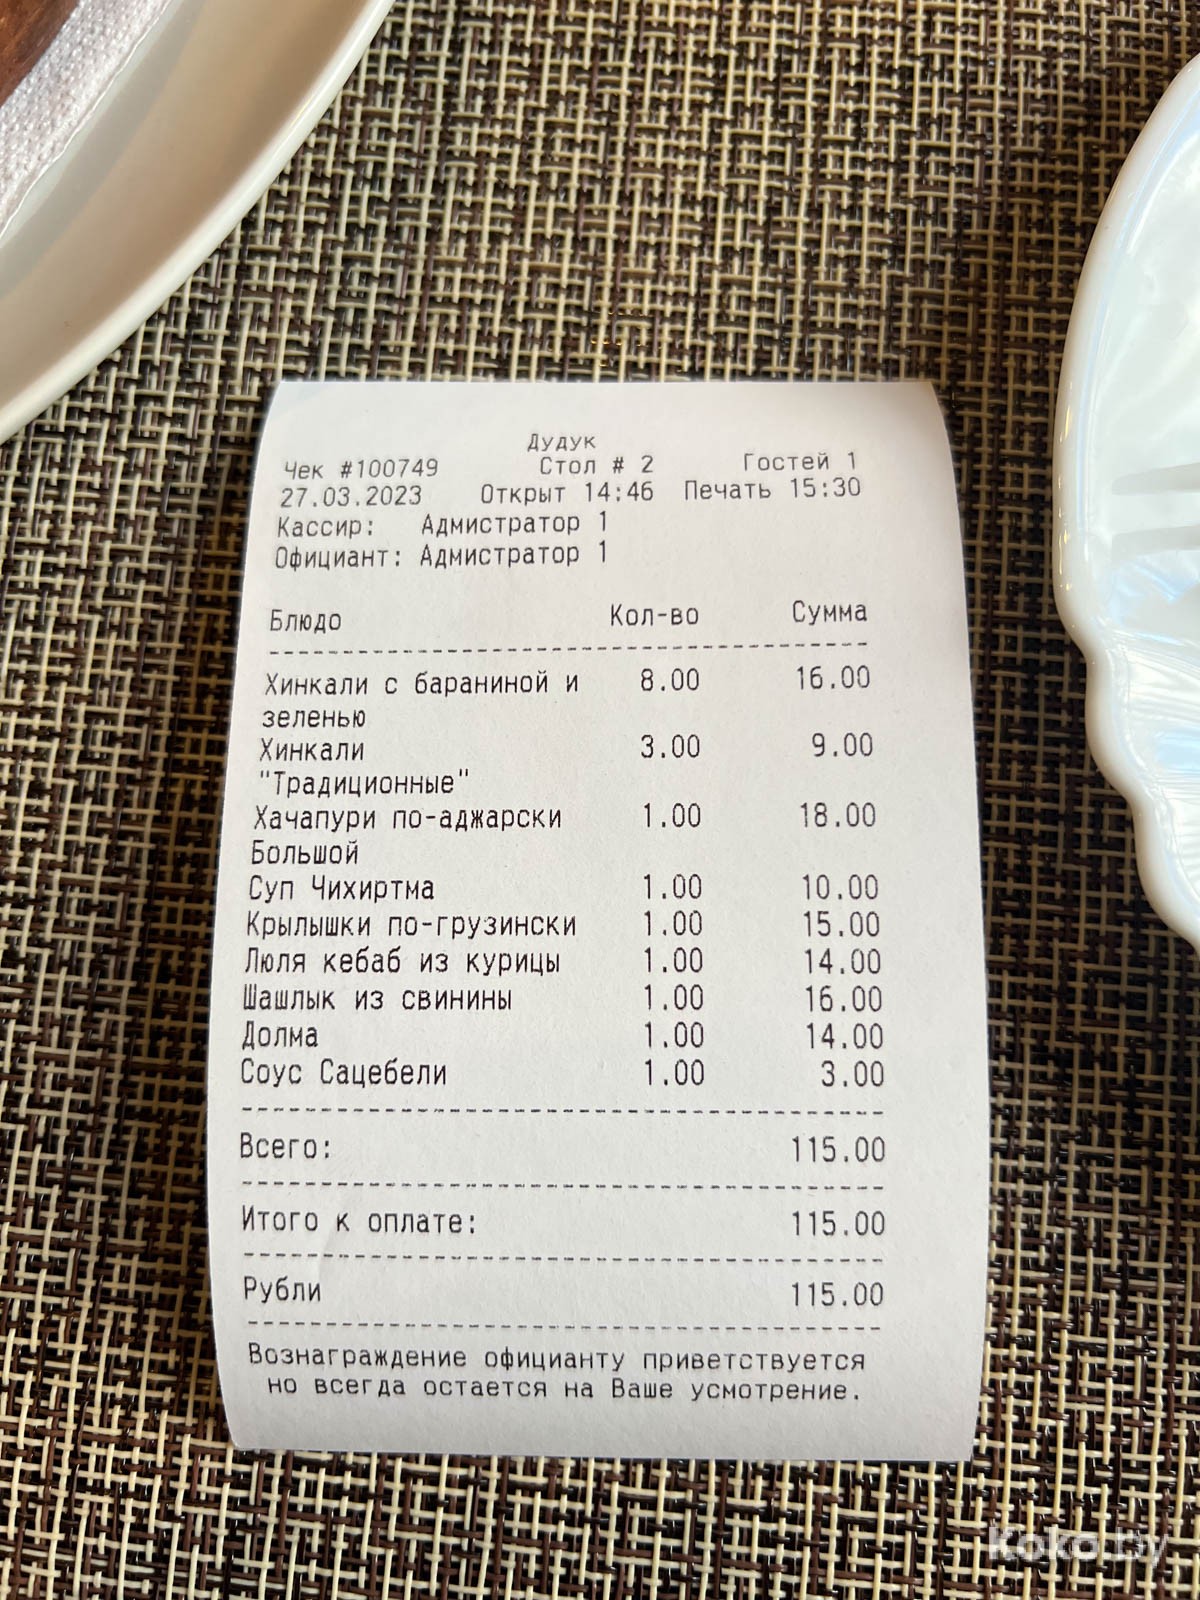 Дудук
Чек #100749 Стол # 2 Гостей 1
27.03.2023 Открыт 14:46 Печать 15:30
Кассир: Адмистратор 1
Официант: Адмистратор 1
Блюдо Кол-во Сумма
Хинкали с бараниной и 8.00 16.00
зеленью
Хинкали 3.00 9.00
"Традиционные"
Хачапури по-аджарски 1.00 18.00
Большой
Суп Чихиртма 1.00 10.00
Крылышки по-грузински 1.00 15.00
Люля кебаб из курицы 1.00 14.00
Шашлык из свинины 1.00 16.00
Долма 1.00 14.00
Соус Сацебели 1.00 3.00
Всего: 115.00
Итого к оплате: 115.00
Рубли 115.00
Вознаграждение официанту приветствуется
но всегда остается на Ваше усмотрение.
Koko.by